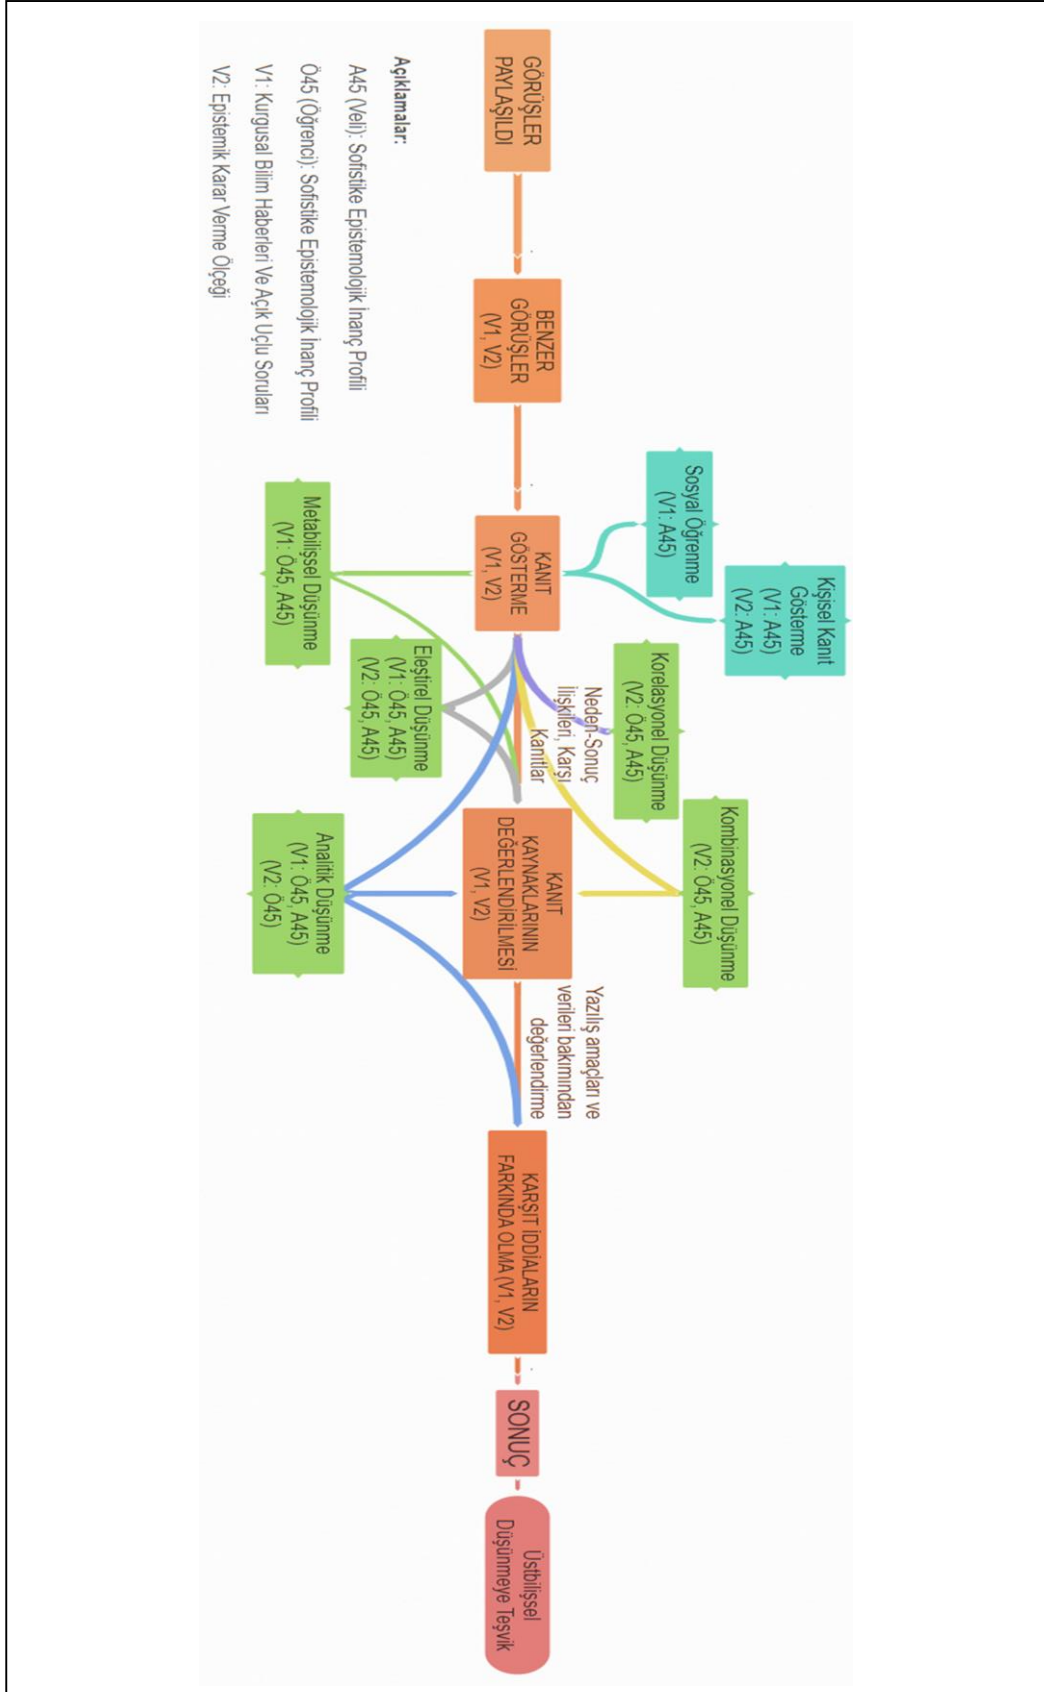 GÖRÜŞLER
PAYLAŞILDI
BENZER
GÖRÜŞLER
(V1, V2)
KANIT
GÖSTERME
(V1, V2)
Sosyal Öğrenme
(V1: A45)
Kişisel Kanıt
Gösterme
(V1: A45)
(V2: A45)
Metabilişsel Düşünme
(V1: Ö45, A45)
Eleştirel Düşünme
(V1: Ö45, A45)
(V2: Ö45, A45)
Neden-Sonuç
İlişkileri, Karşı
Kanıtlar
Korelasyonel Düşünme
(V2: Ö45, A45)
Kombinasyonel Düşünme
(V2: Ö45, A45)
KANIT
KAYNAKLARININ
DEĞERLENDİRİLMESİ
(V1, V2)
Analitik Düşünme
(V1: Ö45, A45)
(V2: Ö45)
Yazılış amaçları ve
verileri bakımından
değerlendirme
KARŞIT İDDİALARIN
FARKINDA OLMA (V1, V2)
SONUÇ
Üstbilişsel
Düşünmeye Teşvik
Açıklamalar:
A45 (Veli): Sofistike Epistemolojik İnanç Profili
Ö45 (Öğrenci): Sofistike Epistemolojik İnanç Profili
V1: Kurgusal Bilim Haberleri Ve Açık Uçlu Soruları
V2: Epistemik Karar Verme Ölçeği